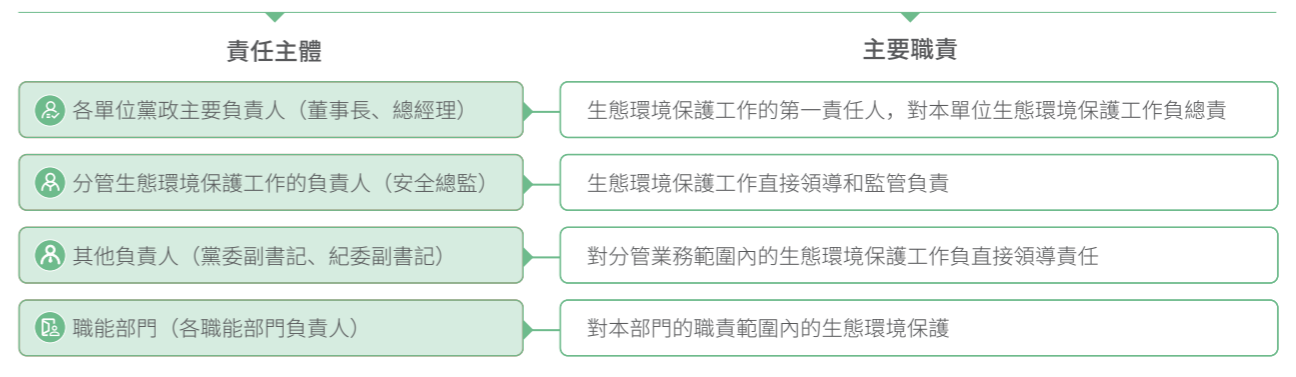 責任主體
主要職責
各單位黨政主要負責人（董事長、總經理）
生態環境保護工作的第一責任人，對本單位生態環境保護工作負總責
分管生態環境保護工作的負責人（安全總監）
生態環境保護工作直接領導和監管負責
其他負責人（黨委副書記、紀委副書記）
對分管業務範圍內的生態環境保護工作負直接領導責任
職能部門（各職能部門負責人）
對本部門的職責範圍內的生態環境保護